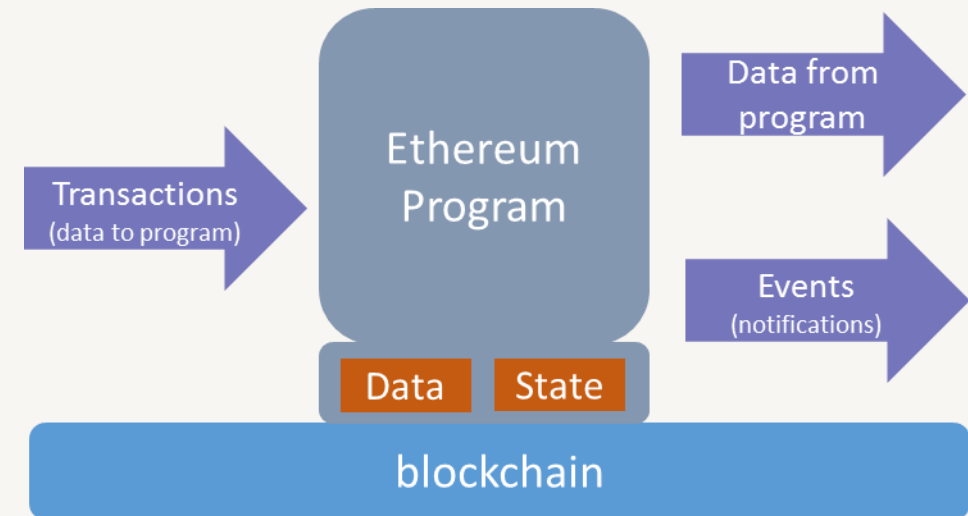 Transactions
(data to program)
Ethereum
Program
Data from
program
Events
(notifications)
Data
State
blockchain